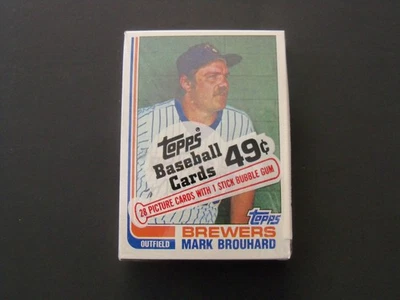 Topps
Baseball
Cards 49¢
28 PICTURE CARDS WITH 1 STICK BUBBLE GUM
Topps
BREWERS
OUTFIELD MARK BROUHARD